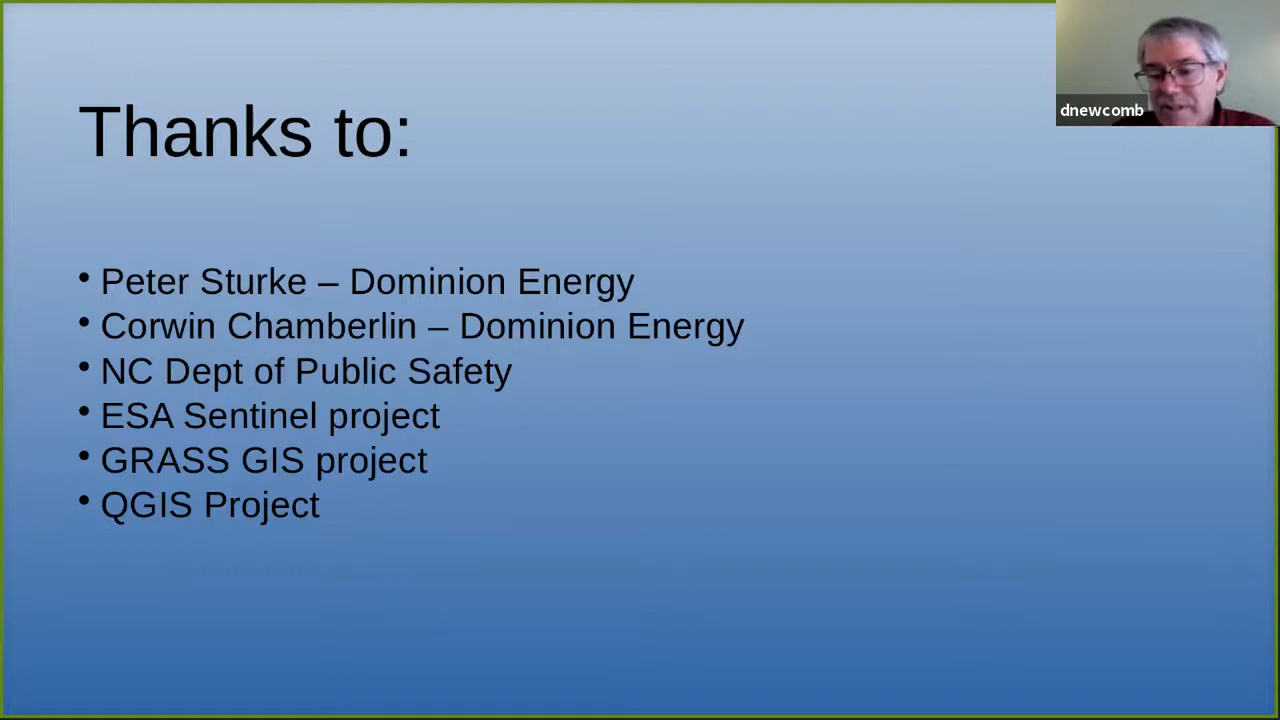 dnewcomb
Thanks to:
• Peter Sturke – Dominion Energy
• Corwin Chamberlin – Dominion Energy
• NC Dept of Public Safety
• ESA Sentinel project
• GRASS GIS project
• QGIS Project